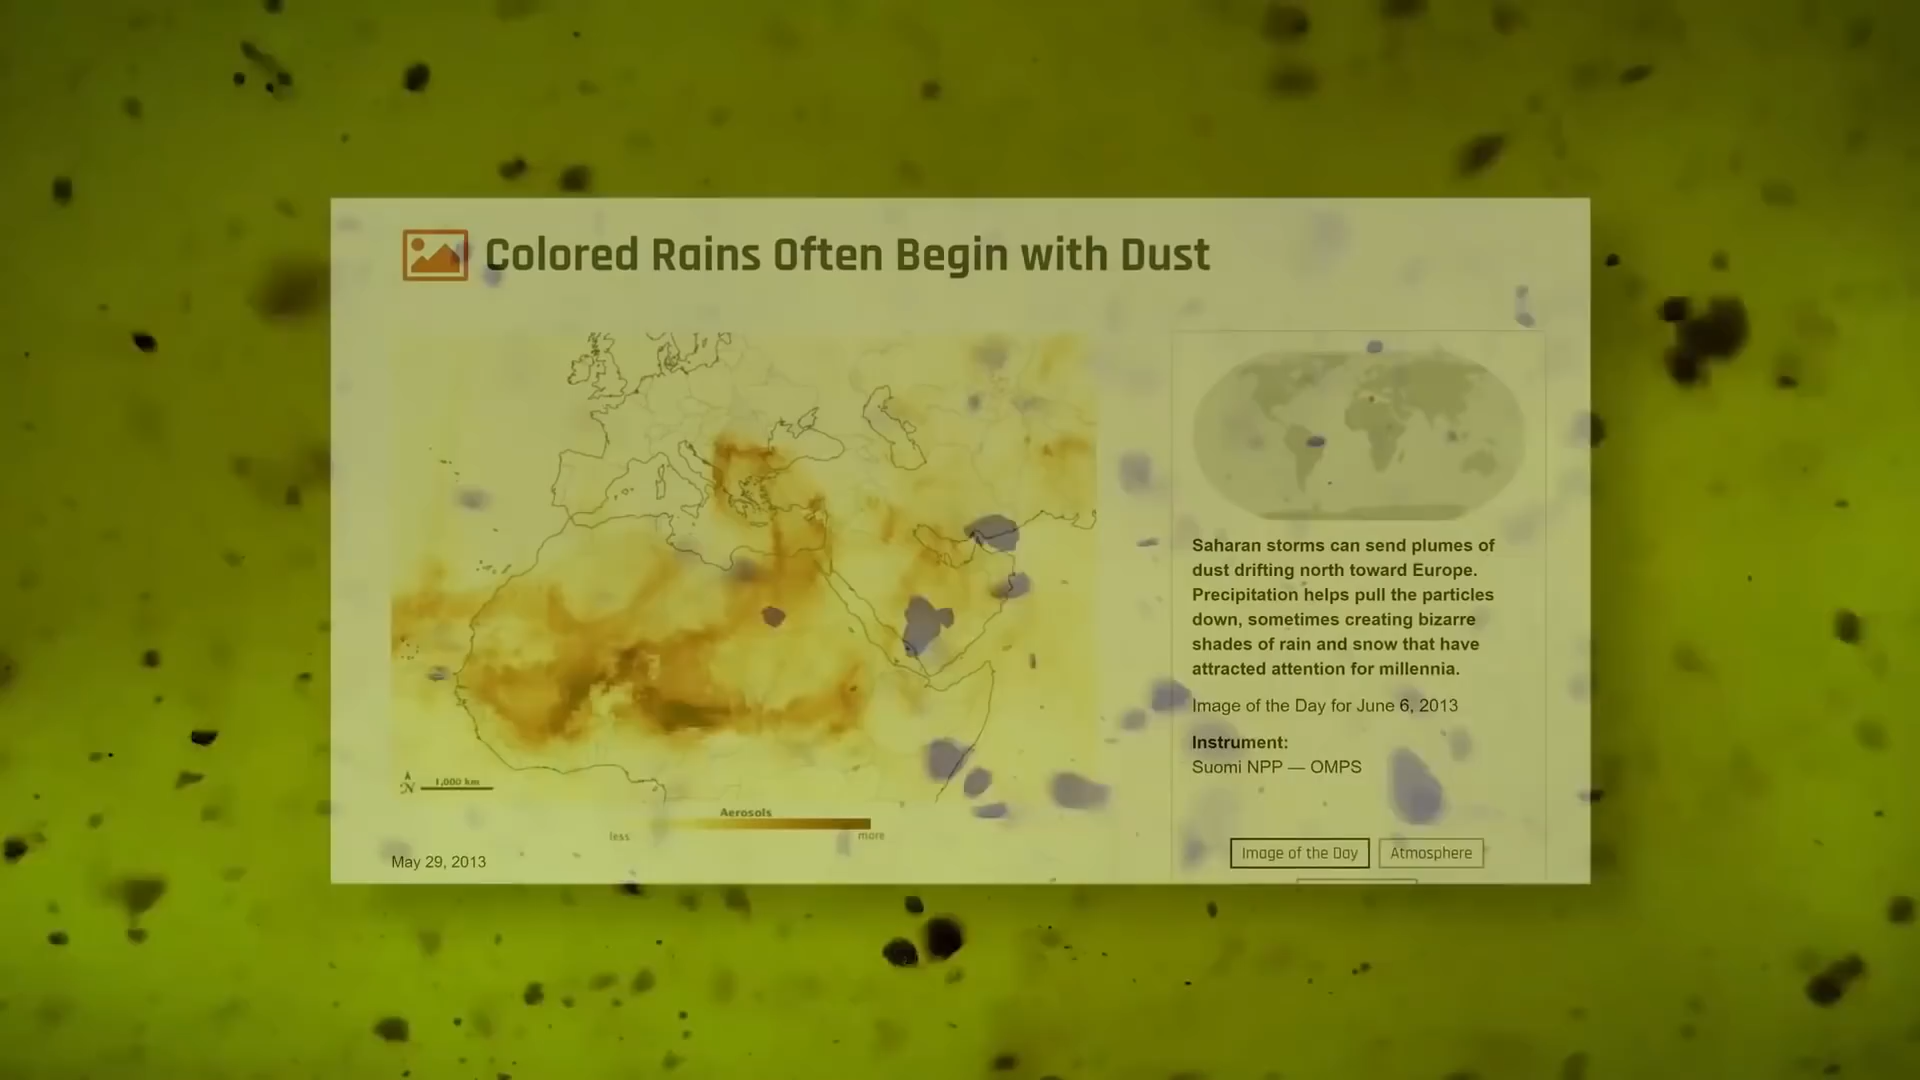 Colored Rains Often Begin with Dust
N
1,000 km
Aerosols
less
more
May 29, 2013
Saharan storms can send plumes of
dust drifting north toward Europe.
Precipitation helps pull the particles
down, sometimes creating bizarre
shades of rain and snow that have
attracted attention for millennia.
Image of the Day for June 6, 2013
Instrument:
Suomi NPP — OMPS
Image of the Day
Atmosphere